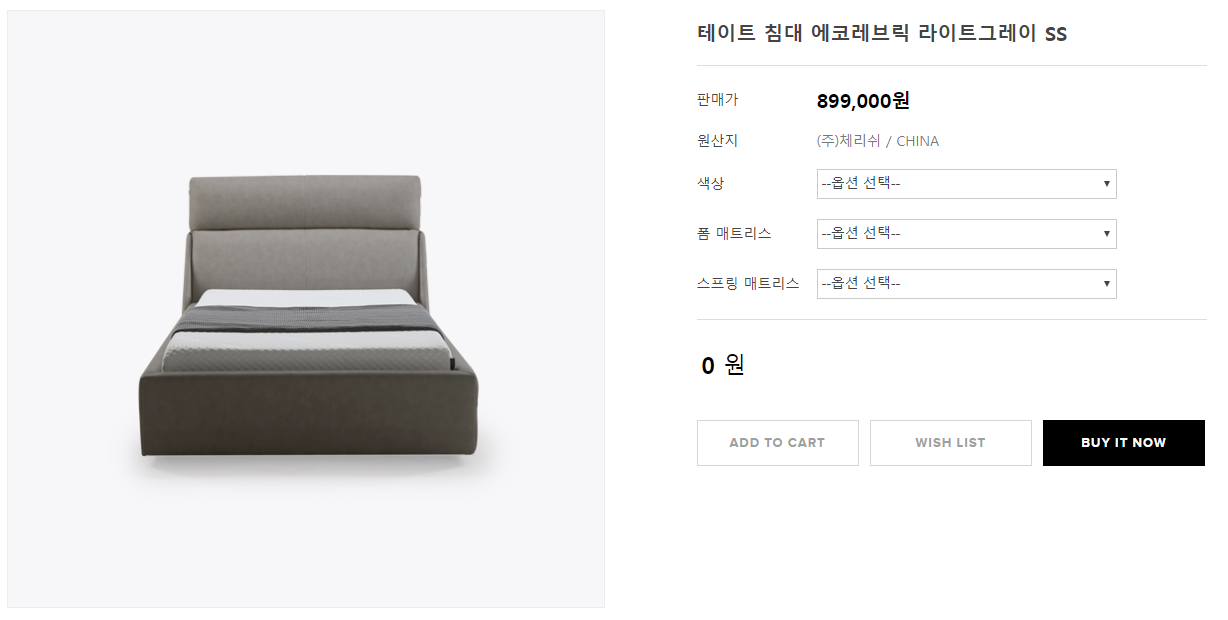 테이트 침대 에코레브릭 라이트그레이 SS
판매가 899,000원
원산지 (주)체리쉬 / CHINA
색상 --옵션 선택--
폼 매트리스 --옵션 선택--
스프링 매트리스 --옵션 선택--
0 원
ADD TO CART WISH LIST BUY IT NOW